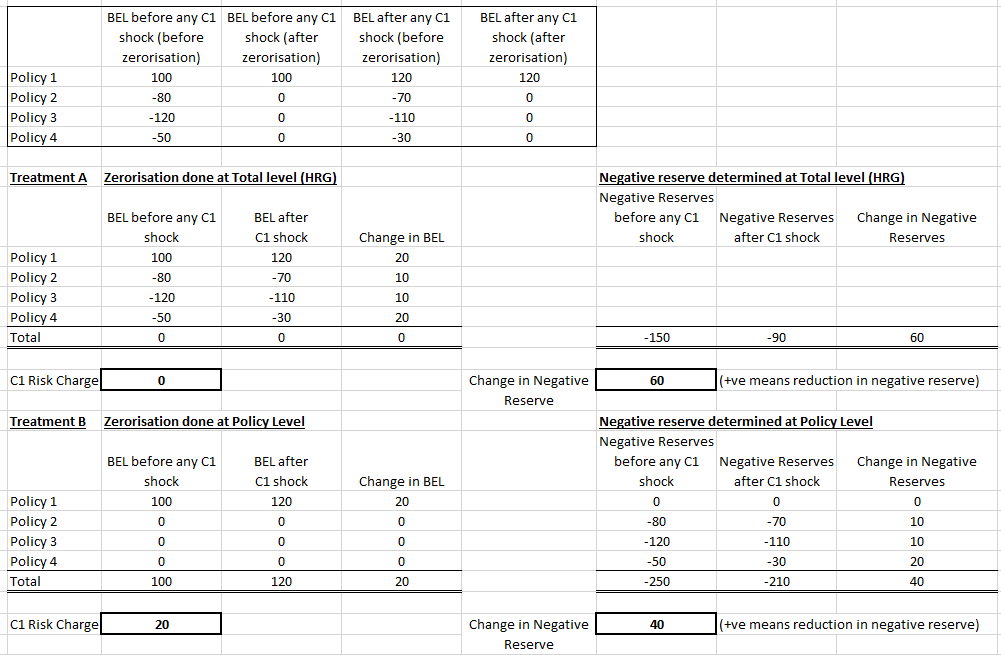 BEL before any C1 BEL before any C1 BEL after any C1 BEL after any C1
shock (before shock (after shock (before shock (after
zerorisation) zerorisation) zerorisation) zerorisation)
Policy 1 100 100 120 120
Policy 2 -80 0 -70 0
Policy 3 -120 0 -110 0
Policy 4 -50 0 -30 0
Treatment A Zerorisation done at Total level (HRG) Negative reserve determined at Total level (HRG)
Negative Reserves
BEL before any C1 BEL after before any C1 Negative Reserves Change in Negative
shock C1 shock Change in BEL shock after C1 shock Reserves
Policy 1 100 120 20
Policy 2 -80 -70 10
Policy 3 -120 -110 10
Policy 4 -50 -30 20
Total 0 0 0 -150 -90 60
C1 Risk Charge 0 Change in Negative 60 (+ve means reduction in negative reserve)
Reserve
Treatment B Zerorisation done at Policy Level Negative reserve determined at Policy Level
Negative Reserves
BEL before any C1 BEL after before any C1 Negative Reserves Change in Negative
shock C1 shock Change in BEL shock after C1 shock Reserves
Policy 1 100 120 20 0 0 0
Policy 2 0 0 0 -80 -70 10
Policy 3 0 0 0 -120 -110 10
Policy 4 0 0 0 -50 -30 20
Total 100 120 20 -250 -210 40
C1 Risk Charge 20 Change in Negative 40 (+ve means reduction in negative reserve)
Reserve